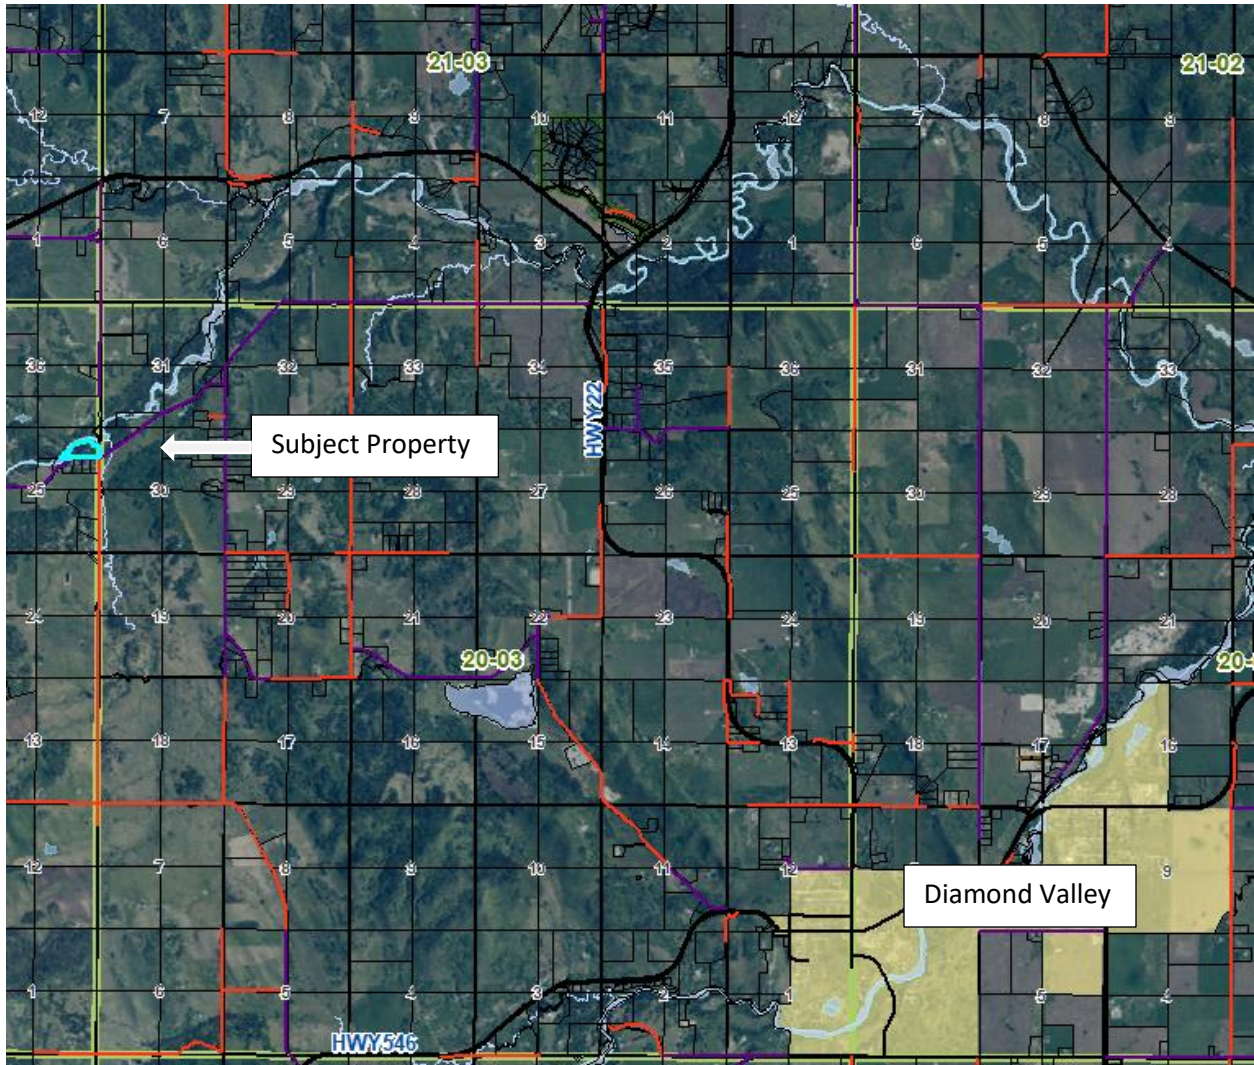 21-03
21-02
12 7 8 9 10 11 12 7 8 9
1 6 5 4 3 2 1 6 5 4
36 31 32 33 34 35 36 31 32 33
HWY22
Subject Property
25 30 29 28 27 26 25 30 29 28
24 19 20 21 22 23 24 19 20 21
20-03
20-
13 18 17 16 15 14 13 18 17 16
12 7 8 9 10 11 12 9
Diamond Valley
1 6 5 4 3 2 1 5 4
HWY546